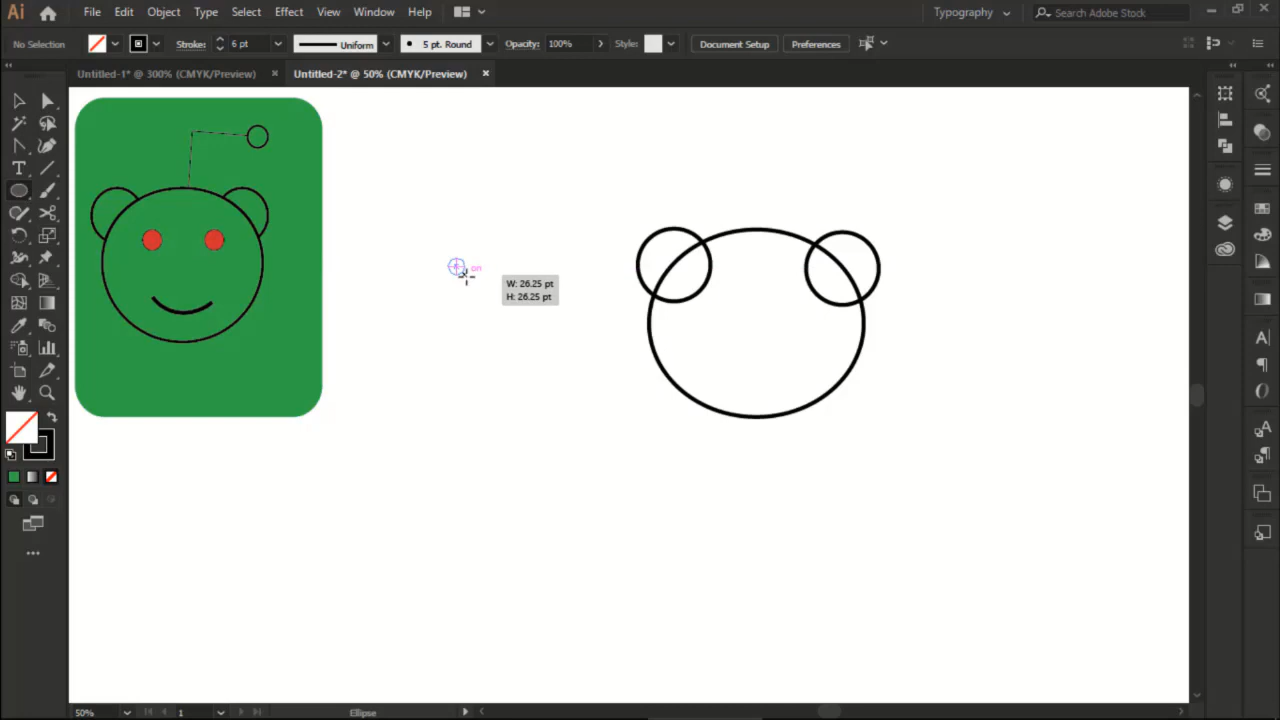 Ai File Edit Object Type Select Effect View Window Help Typography Search Adobe Stock
No Selection Stroke: 6 pt Uniform 5 pt. Round Opacity: 100% Style: Document Setup Preferences
Untitled-1* @ 300% (CMYK/Preview) Untitled-2* @ 50% (CMYK/Preview)
on
W: 26.25 pt
H: 26.25 pt
50% 1 Ellipse